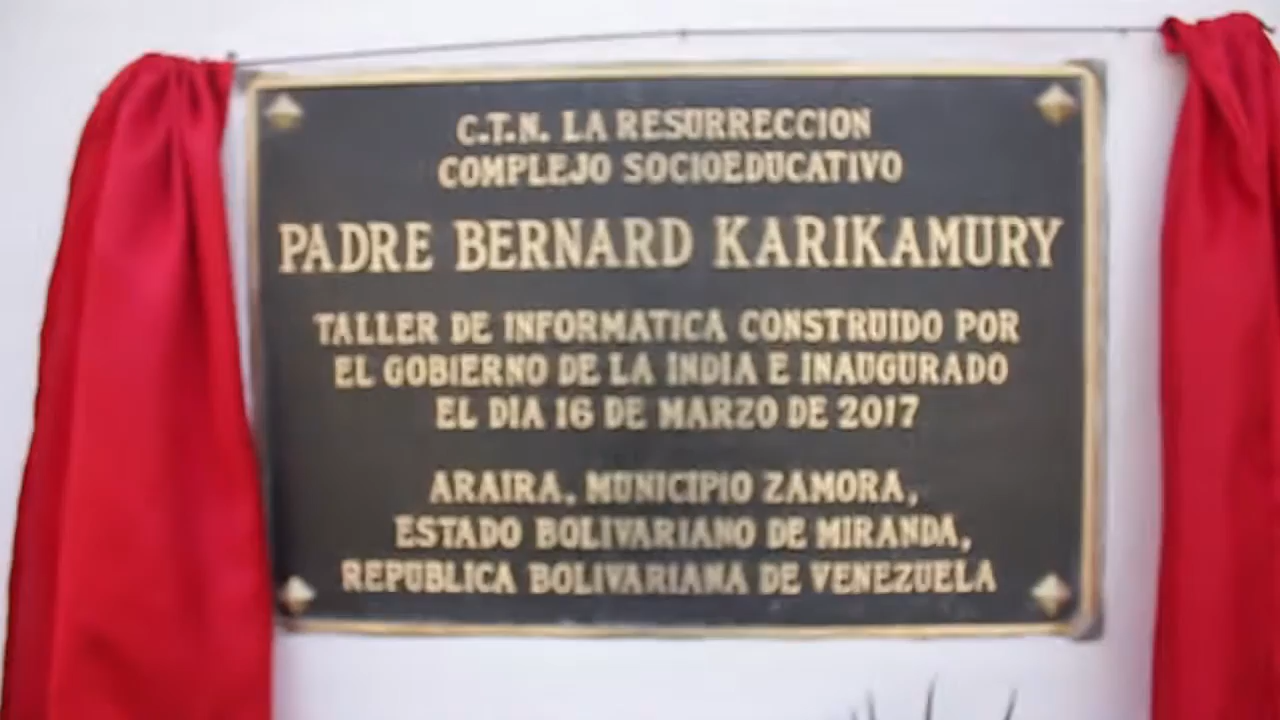 C.T.N. LA RESURRECCION
COMPLEJO SOCIOEDUCATIVO
PADRE BERNARD KARIKAMURY
TALLER DE INFORMATICA CONSTRUIDO POR
EL GOBIERNO DE LA INDIA E INAUGURADO
EL DIA 16 DE MARZO DE 2017
ARAIRA, MUNICIPIO ZAMORA,
ESTADO BOLIVARIANO DE MIRANDA,
REPUBLICA BOLIVARIANA DE VENEZUELA